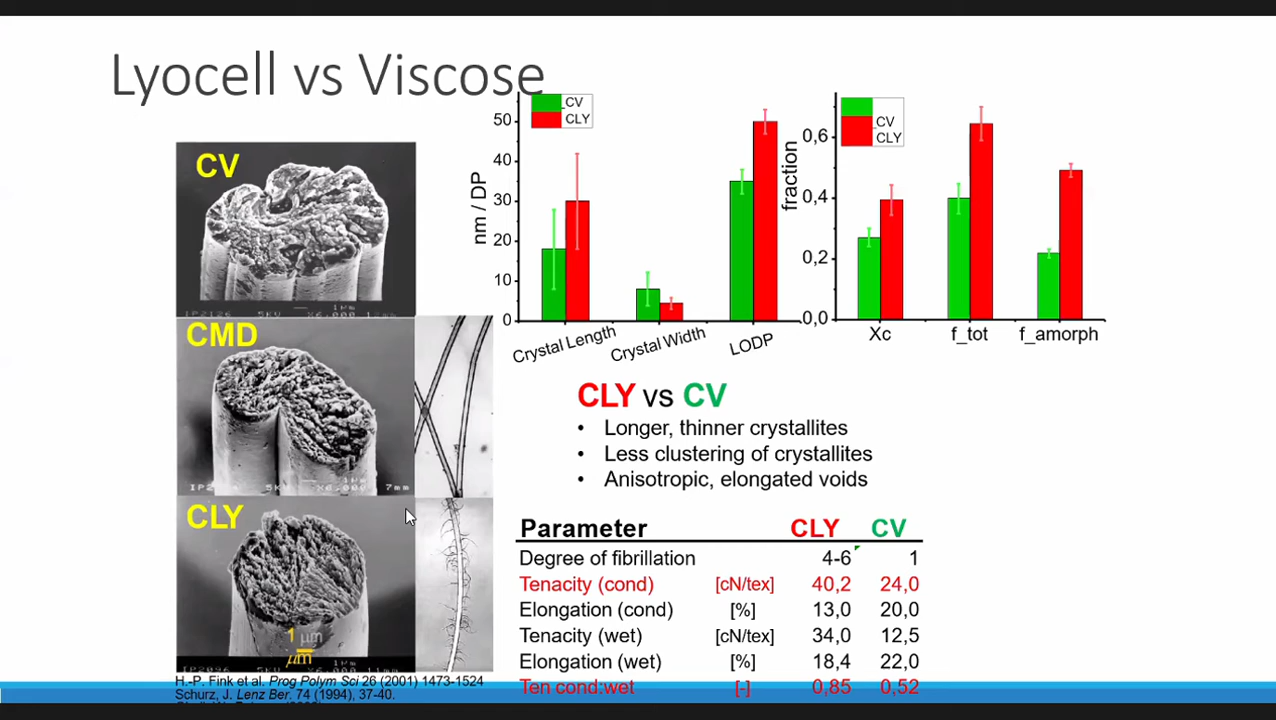 Lyocell vs Viscose
CV
CMD
CLY
1 µm
µm
50
40
30
20
10
0
nm / DP
CV
CLY
Crystal Length
Crystal Width
LODP
0,6
0,4
0,2
0,0
fraction
CV
CLY
Xc
f_tot
f_amorph
CLY vs CV
• Longer, thinner crystallites
• Less clustering of crystallites
• Anisotropic, elongated voids
Parameter CLY CV
Degree of fibrillation 4-6 1
Tenacity (cond) [cN/tex] 40,2 24,0
Elongation (cond) [%] 13,0 20,0
Tenacity (wet) [cN/tex] 34,0 12,5
Elongation (wet) [%] 18,4 22,0
Ten cond:wet [-] 0,85 0,52
H.-P. Fink et al. Prog Polym Sci 26 (2001) 1473-1524
Schurz, J. Lenz Ber. 74 (1994), 37-40.